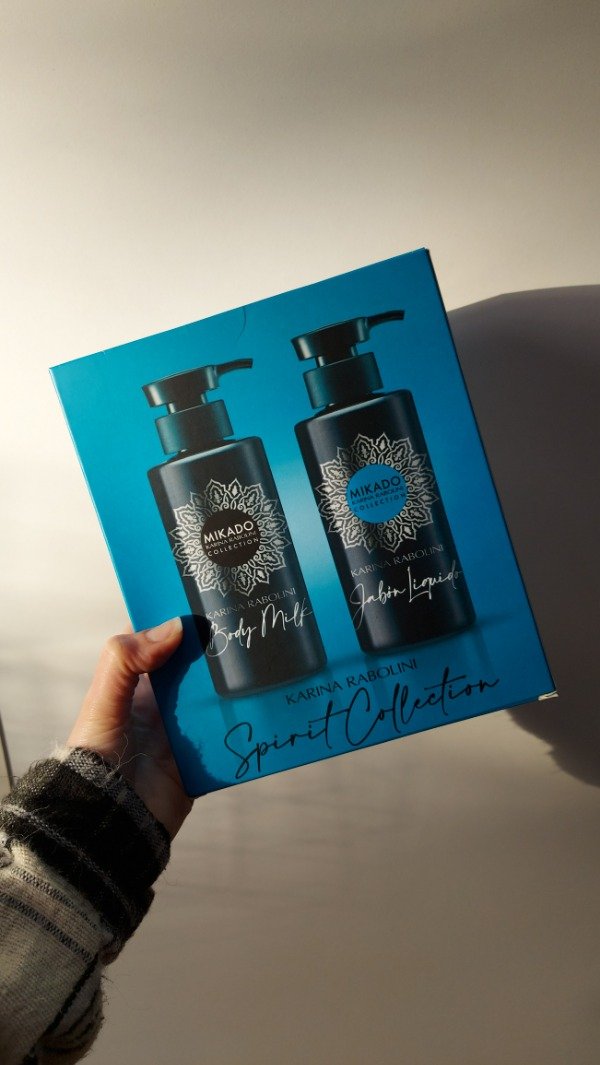 MIKADO
KARINA RABOLINI
COLLECTION
KARINA RABOLINI
Body Milk
MIKADO
KARINA RABOLINI
COLLECTION
KARINA RABOLINI
Jabón Liquido
KARINA RABOLINI
Spirit Collection